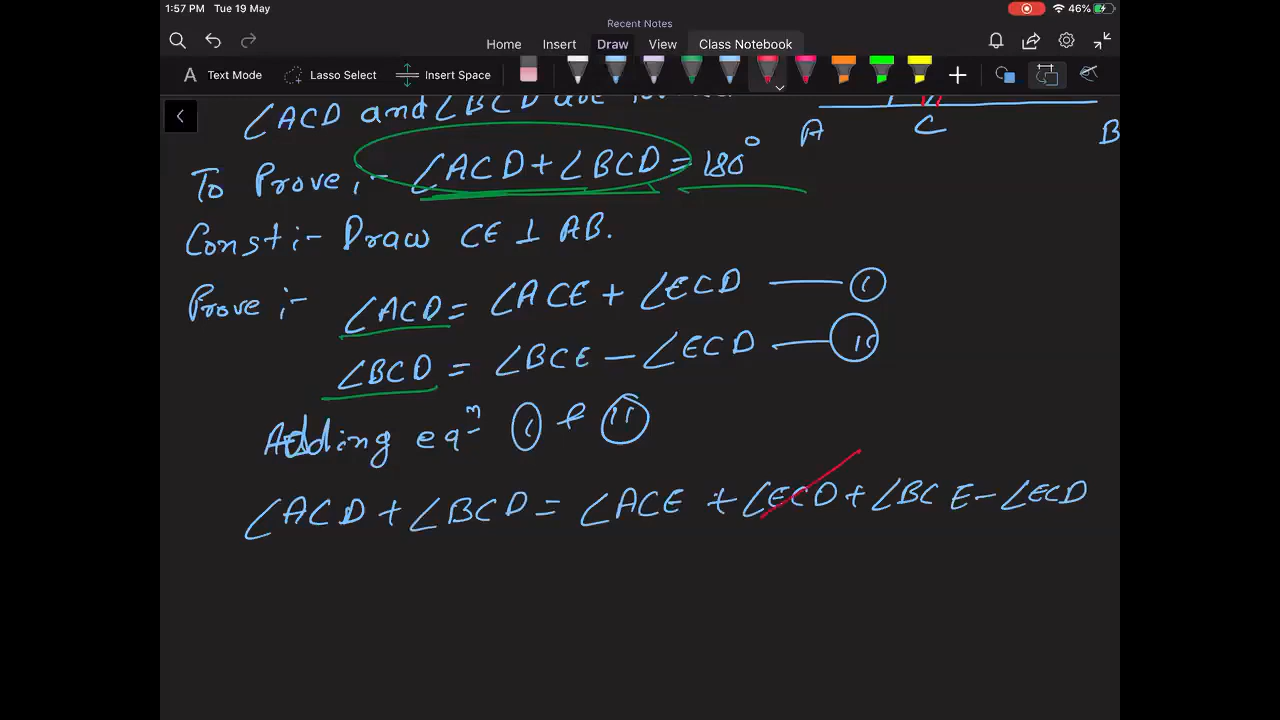 1:57 PM Tue 19 May
46%
Recent Notes
Home Insert Draw View Class Notebook
A Text Mode Lasso Select Insert Space
∠ACD and ∠BCD are
A C B
To Prove :- ∠ACD + ∠BCD = 180°
Const :- Draw CE ⊥ AB.
Prove :- ∠ACD = ∠ACE + ∠ECD — (i)
∠BCD = ∠BCE - ∠ECD — (ii)
Adding eqn (i) & (ii)
∠ACD + ∠BCD = ∠ACE + ∠ECD + ∠BCE - ∠ECD